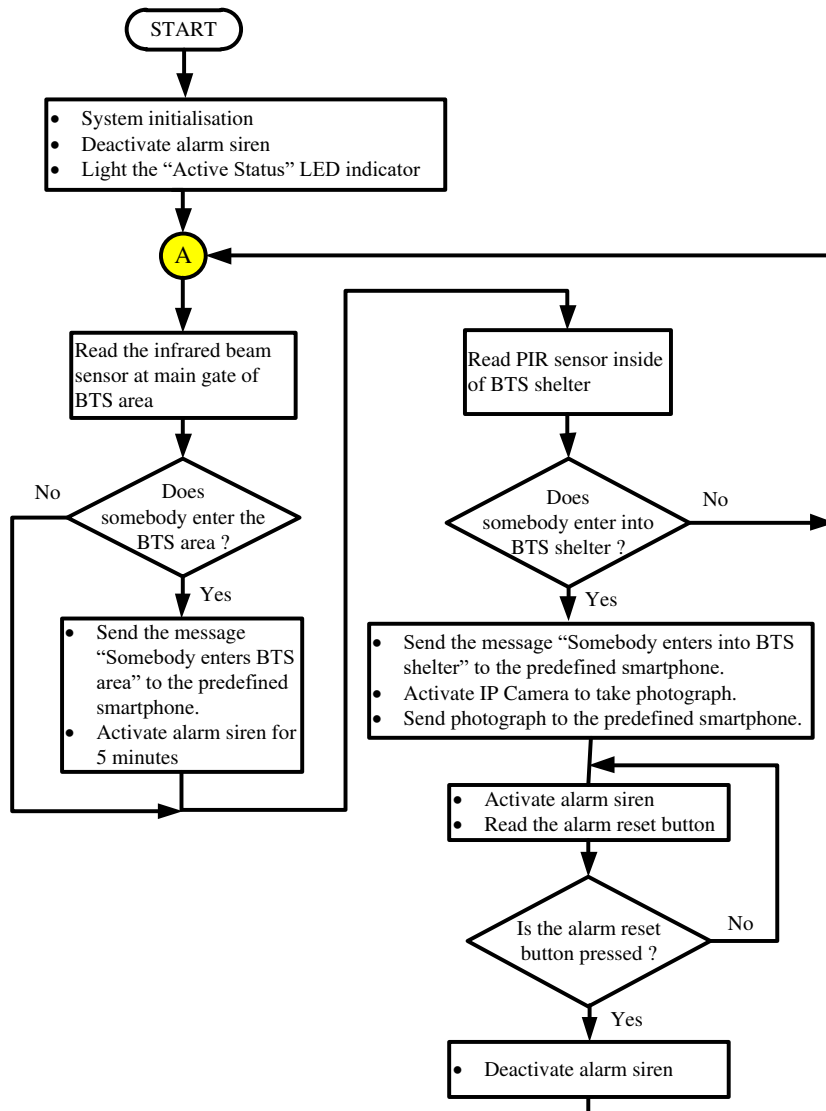 START
• System initialisation
• Deactivate alarm siren
• Light the “Active Status” LED indicator
A
Read the infrared beam
sensor at main gate of
BTS area
No
Does
somebody enter the
BTS area ?
Yes
• Send the message
“Somebody enters BTS
area” to the predefined
smartphone.
• Activate alarm siren for
5 minutes
Read PIR sensor inside
of BTS shelter
Does
somebody enter into
BTS shelter ?
No
Yes
• Send the message “Somebody enters into BTS
shelter” to the predefined smartphone.
• Activate IP Camera to take photograph.
• Send photograph to the predefined smartphone.
• Activate alarm siren
• Read the alarm reset button
Is the alarm reset
button pressed ?
No
Yes
• Deactivate alarm siren